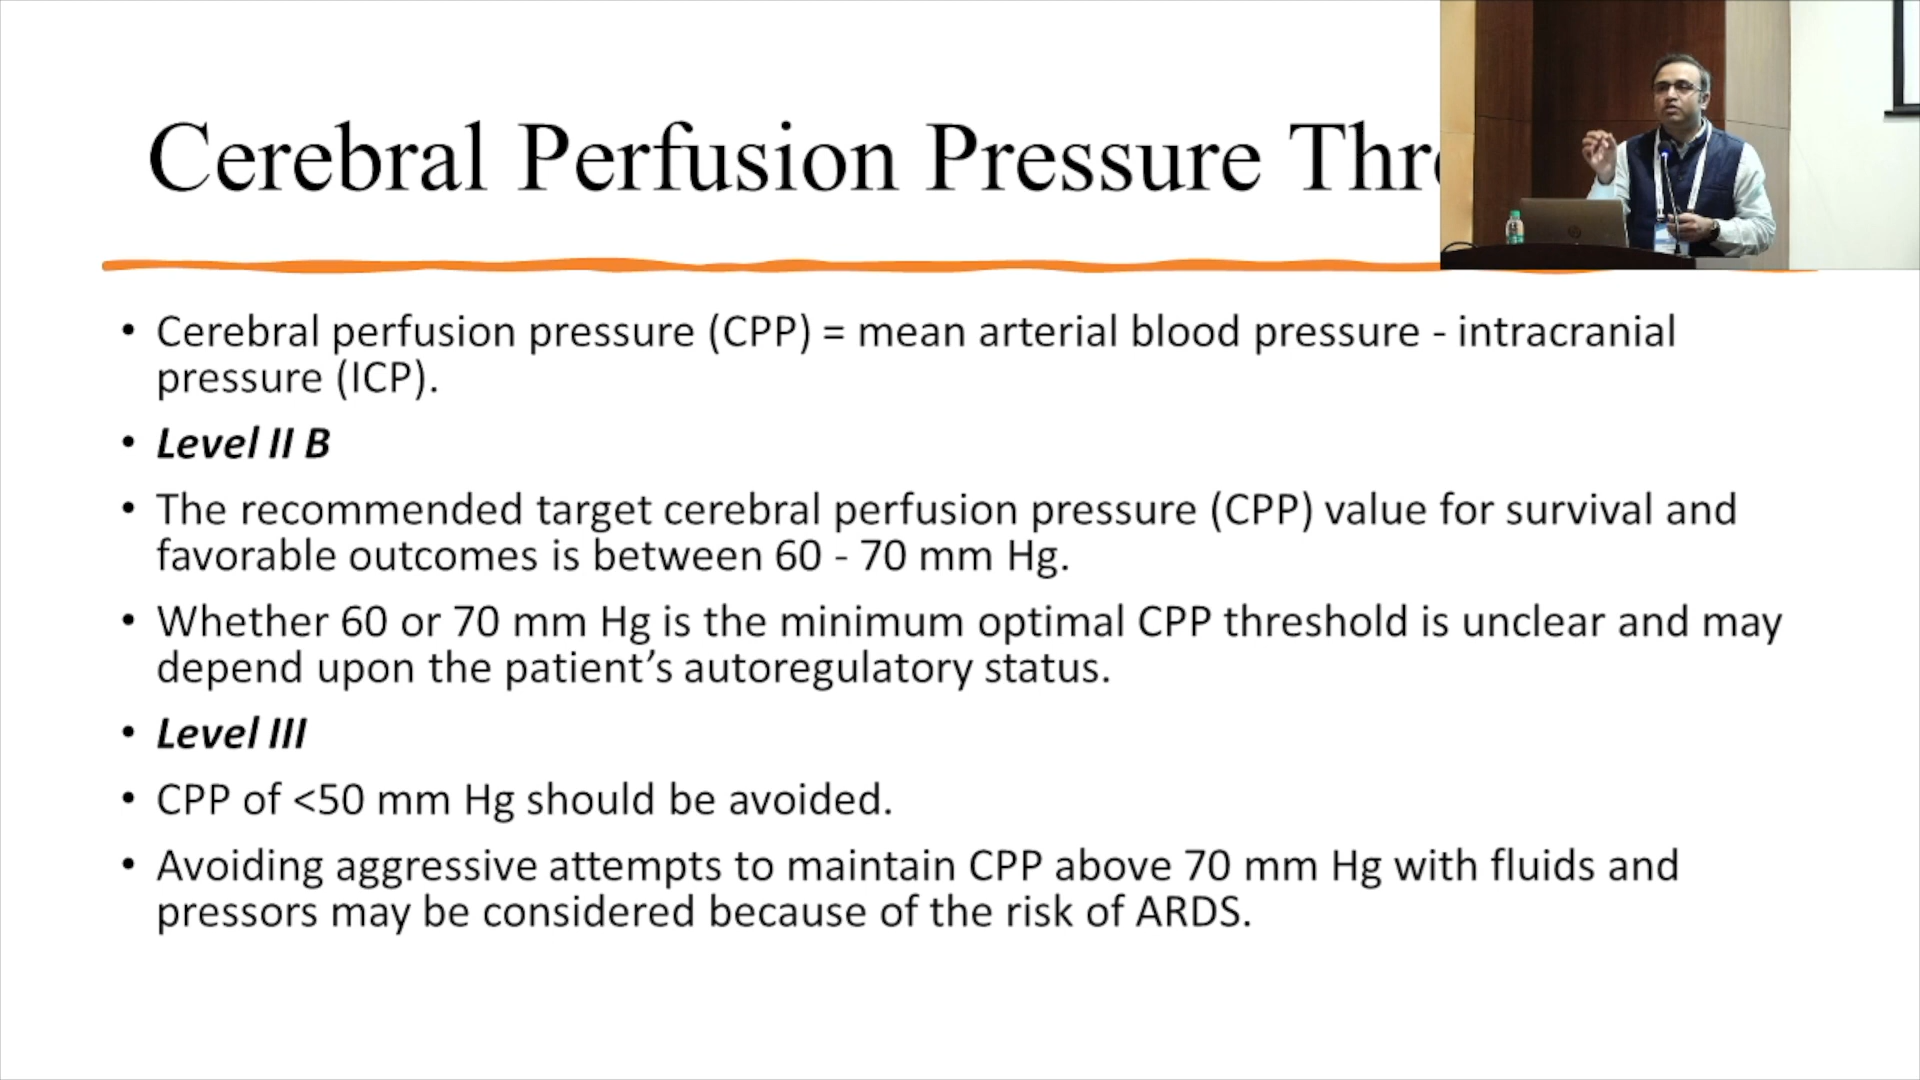 Cerebral Perfusion Pressure
• Cerebral perfusion pressure (CPP) = mean arterial blood pressure - intracranial
pressure (ICP).
• Level II B
• The recommended target cerebral perfusion pressure (CPP) value for survival and
favorable outcomes is between 60 - 70 mm Hg.
• Whether 60 or 70 mm Hg is the minimum optimal CPP threshold is unclear and may
depend upon the patient’s autoregulatory status.
• Level III
• CPP of <50 mm Hg should be avoided.
• Avoiding aggressive attempts to maintain CPP above 70 mm Hg with fluids and
pressors may be considered because of the risk of ARDS.